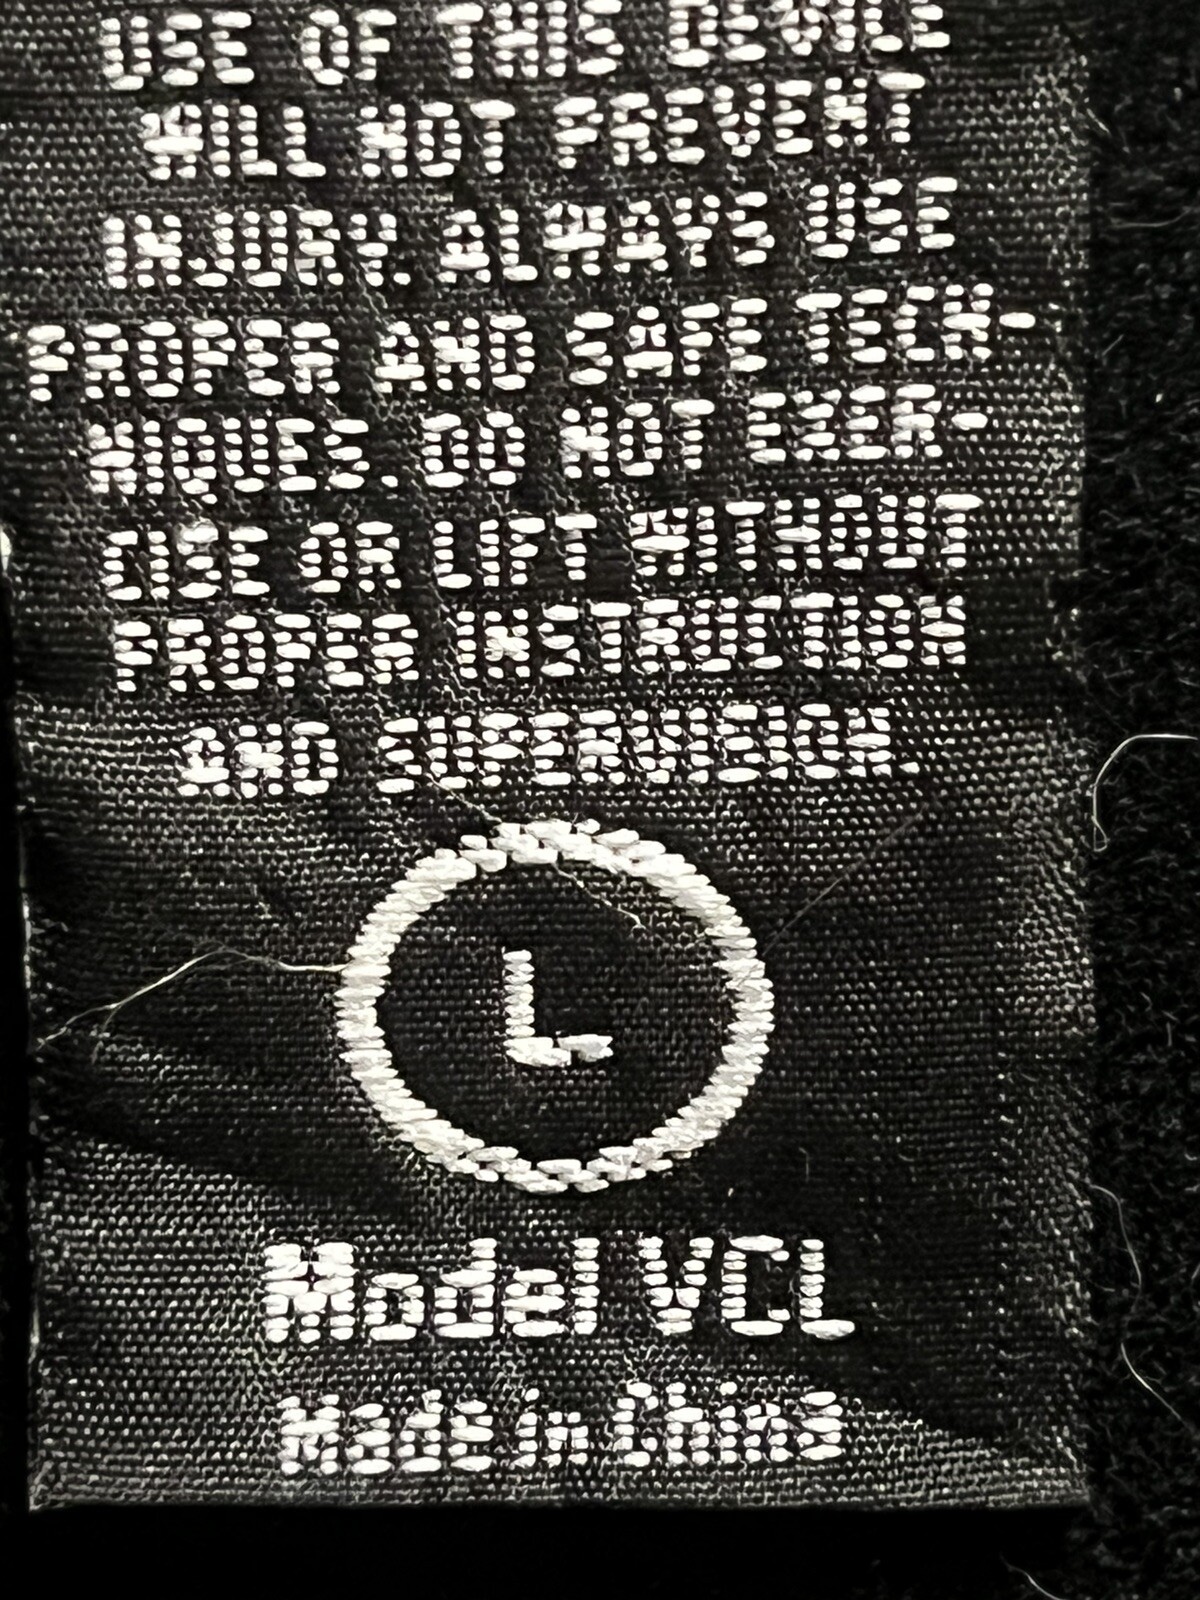 USE OF THIS DEVICE
WILL NOT PREVENT
INJURY. ALWAYS USE
PROPER AND SAFE TECH-
NIQUES. DO NOT EXER-
CISE OR LIFT WITHOUT
PROPER INSTRUCTION
AND SUPERVISION.
L
Model VCL
Made in China